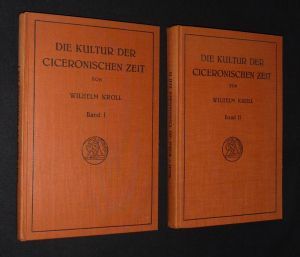 DIE KULTUR DER
CICERONISCHEN ZEIT
VON
WILHELM KROLL
Band I
DIE KULTUR DER
CICERONISCHEN ZEIT
VON
WILHELM KROLL
Band II